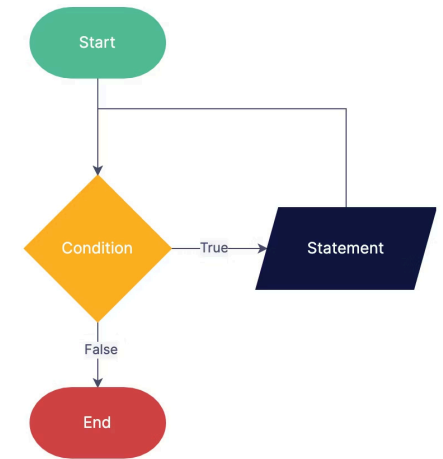 Start
Condition
True
Statement
False
End